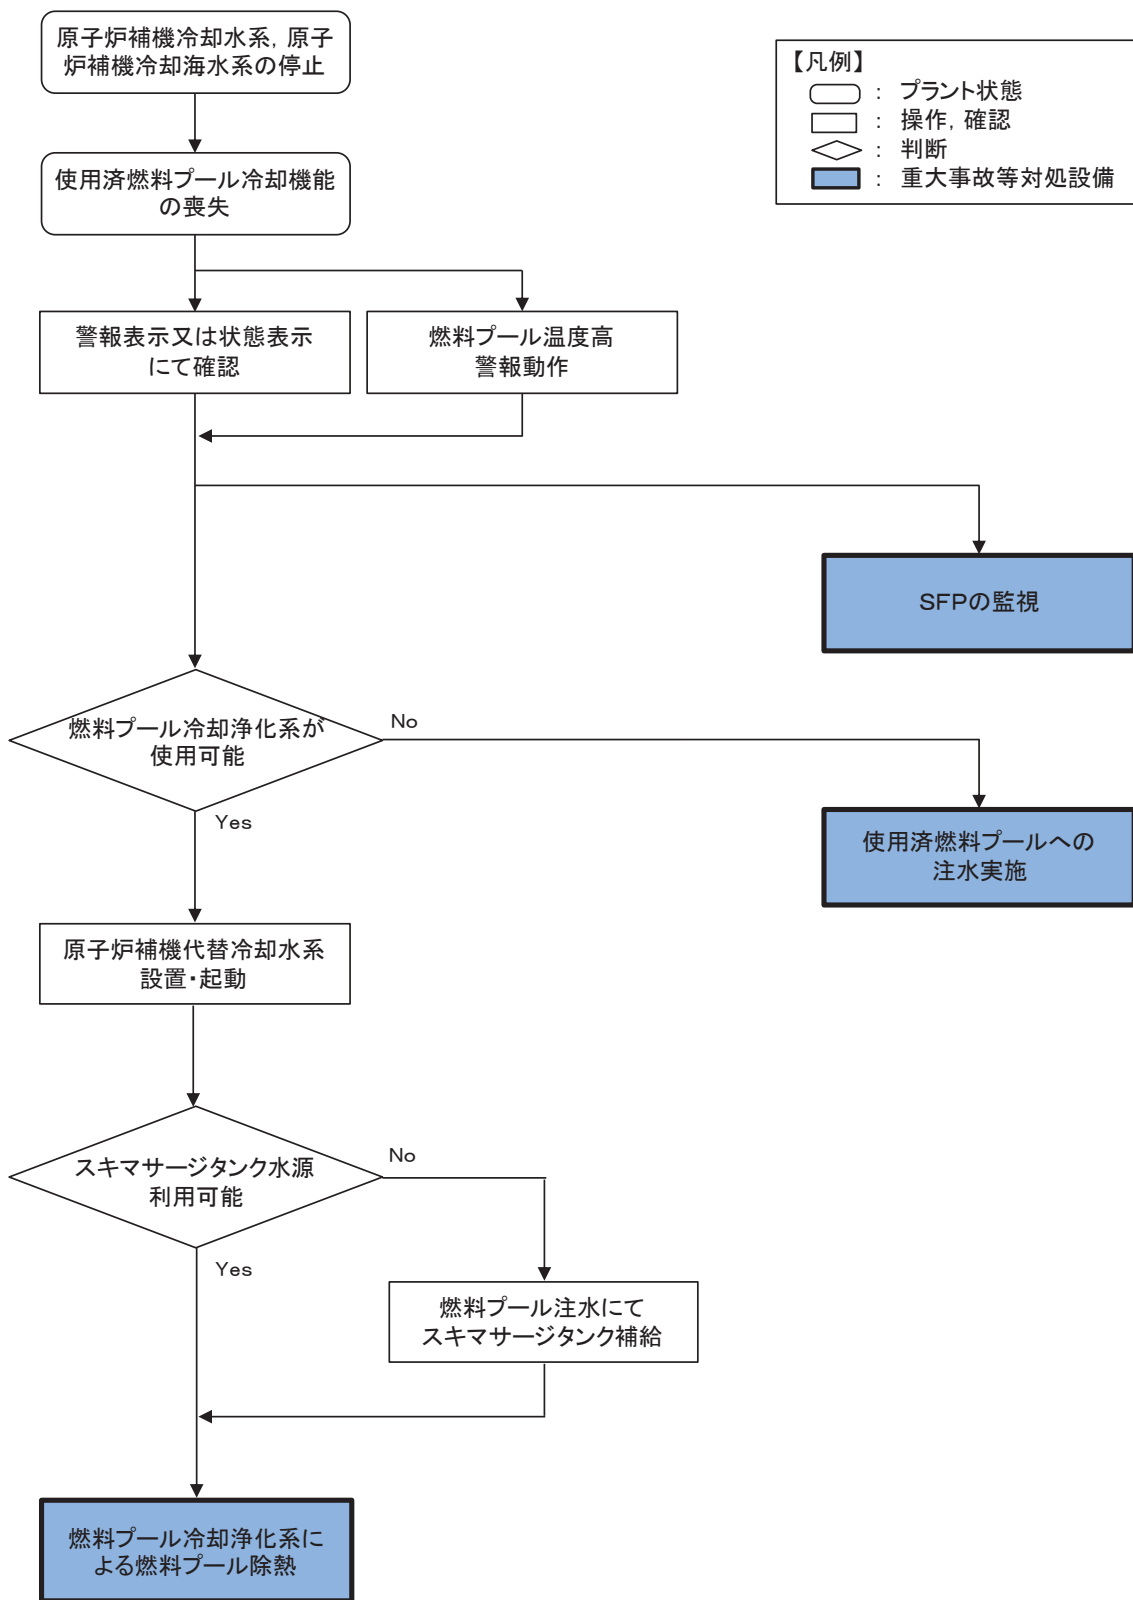 原子炉補機冷却水系，原子
炉補機冷却海水系の停止
【凡例】
： プラント状態
： 操作，確認
： 判断
： 重大事故等対処設備
使用済燃料プール冷却機能
の喪失
警報表示又は状態表示
にて確認
燃料プール温度高
警報動作
SFPの監視
燃料プール冷却浄化系が
使用可能
No
Yes
使用済燃料プールへの
注水実施
原子炉補機代替冷却水系
設置・起動
スキマサージタンク水源
利用可能
No
Yes
燃料プール注水にて
スキマサージタンク補給
燃料プール冷却浄化系に
よる燃料プール除熱